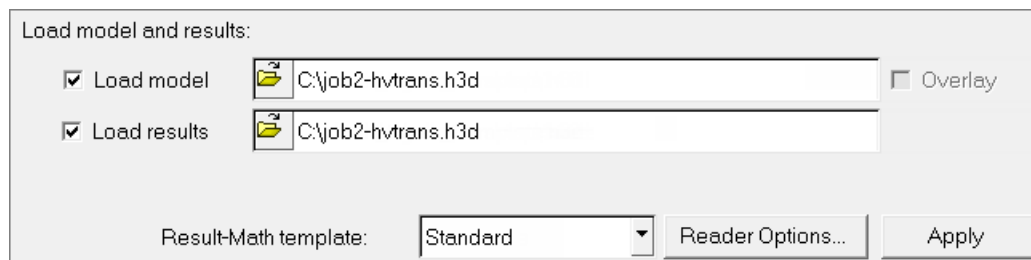 Load model and results:
Load model C:\job2-hvtrans.h3d Overlay
Load results C:\job2-hvtrans.h3d
Result-Math template: Standard Reader Options... Apply